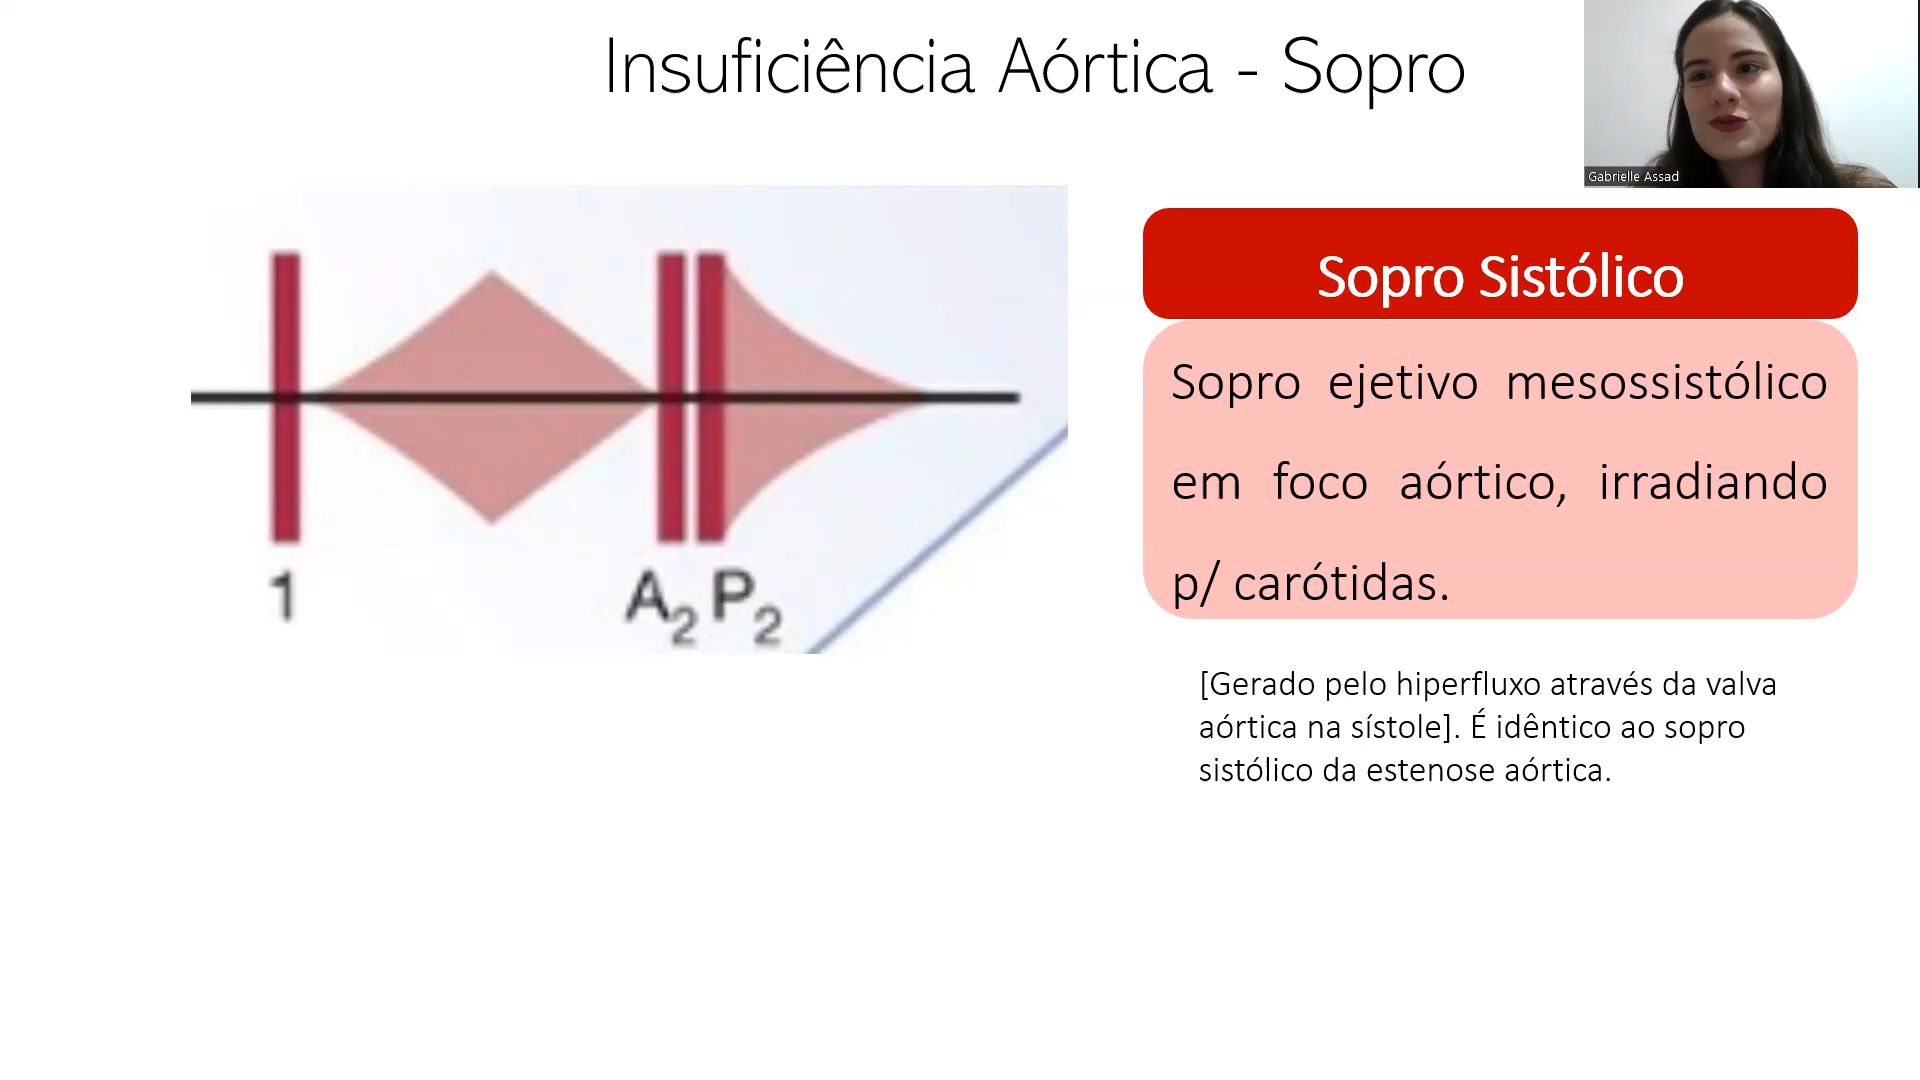 Insuficiência Aórtica - Sopro
Gabrielle Assad
Sopro Sistólico
Sopro ejetivo mesossistólico
em foco aórtico, irradiando
p/ carótidas.
1
A2 P2
[Gerado pelo hiperfluxo através da valva
aórtica na sístole]. É idêntico ao sopro
sistólico da estenose aórtica.